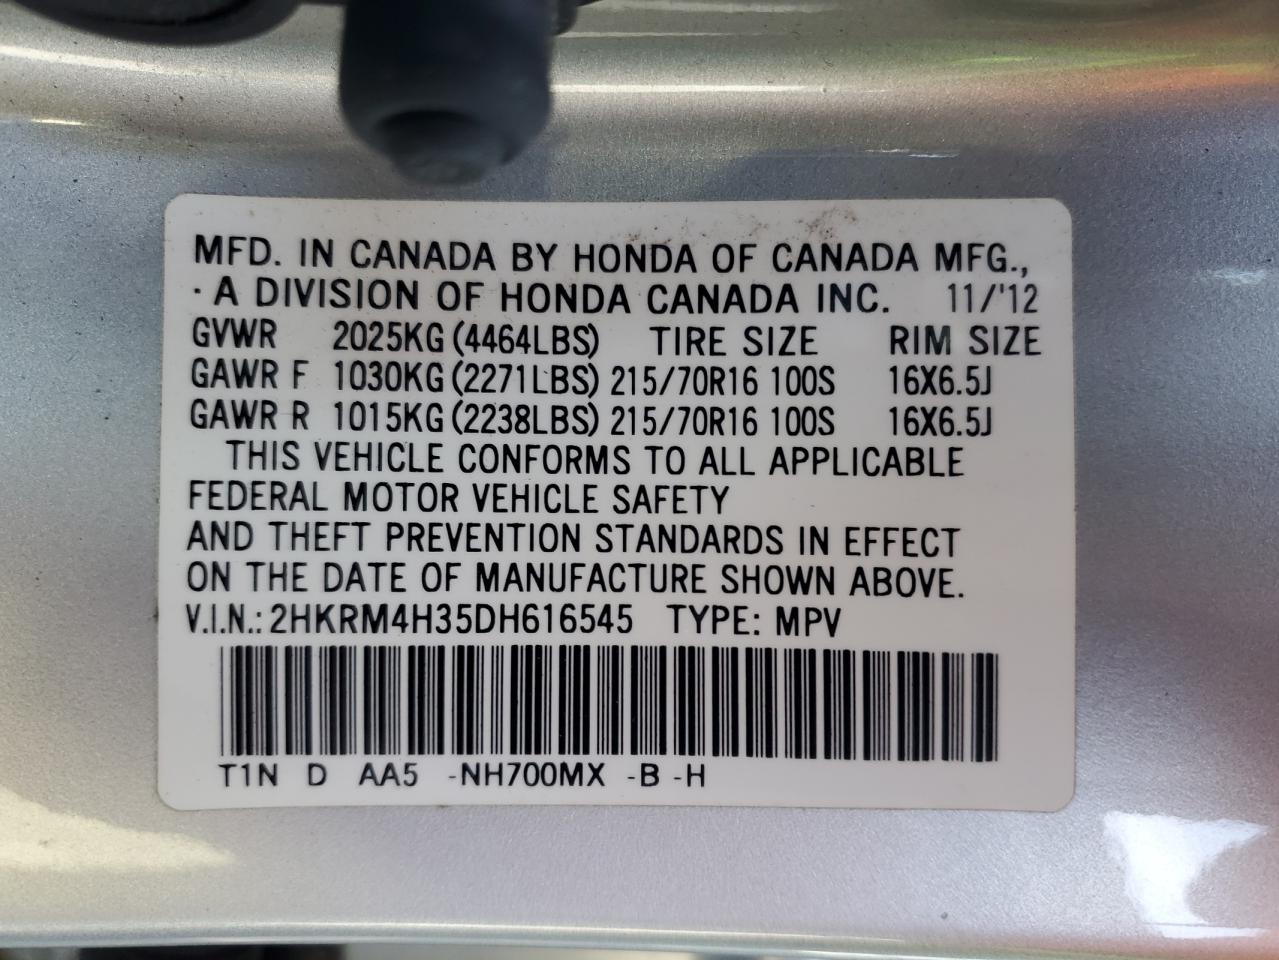 MFD. IN CANADA BY HONDA OF CANADA MFG.,
· A DIVISION OF HONDA CANADA INC. 11/'12
GVWR 2025KG (4464LBS) TIRE SIZE RIM SIZE
GAWR F 1030KG (2271LBS) 215/70R16 100S 16X6.5J
GAWR R 1015KG (2238LBS) 215/70R16 100S 16X6.5J
THIS VEHICLE CONFORMS TO ALL APPLICABLE
FEDERAL MOTOR VEHICLE SAFETY
AND THEFT PREVENTION STANDARDS IN EFFECT
ON THE DATE OF MANUFACTURE SHOWN ABOVE.
V.I.N.: 2HKRM4H35DH616545 TYPE: MPV
T1N D AA5 -NH700MX -B -H